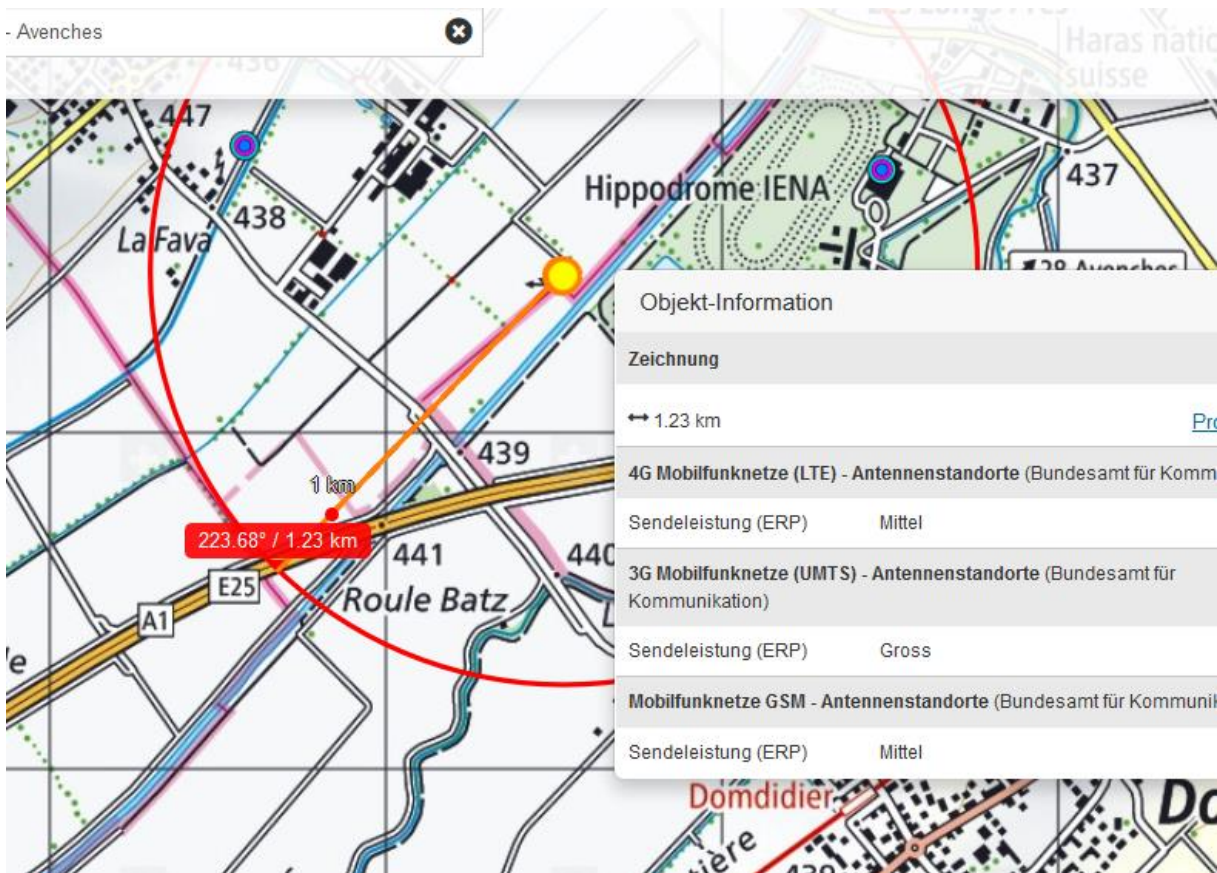 - Avenches
436
Haras natio
suisse
447
437
Hippodrome IENA
438
La Fava
28 Avenches
Objekt-Information
Zeichnung
1.23 km
Pro
4G Mobilfunknetze (LTE) - Antennenstandorte (Bundesamt für Komm
439
1 km
Sendeleistung (ERP) Mittel
223.68° / 1.23 km
441
440
3G Mobilfunknetze (UMTS) - Antennenstandorte (Bundesamt für
Kommunikation)
E25
Roule Batz
A1
Sendeleistung (ERP) Gross
Mobilfunknetze GSM - Antennenstandorte (Bundesamt für Kommunik
Sendeleistung (ERP) Mittel
Domdidier